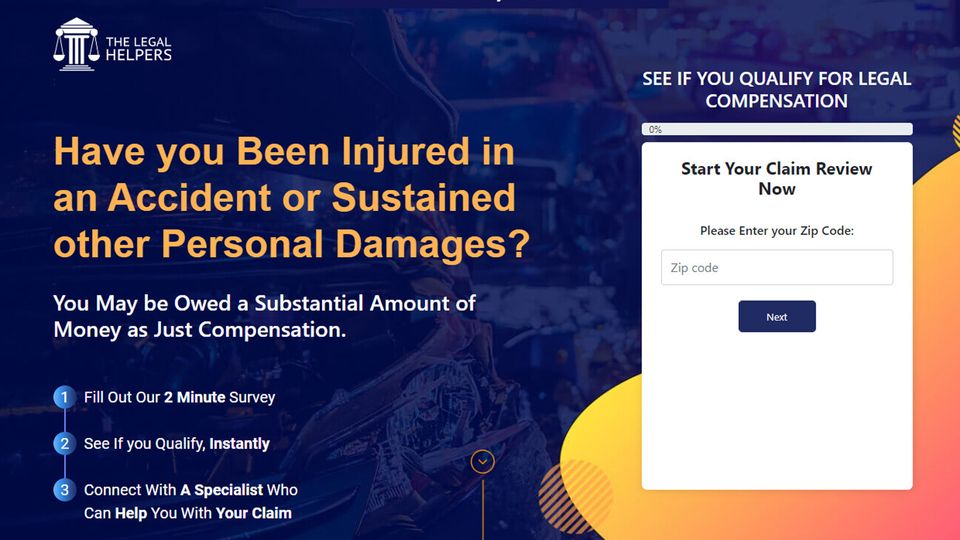 THE LEGAL
HELPERS
Have you Been Injured in
an Accident or Sustained
other Personal Damages?
You May be Owed a Substantial Amount of
Money as Just Compensation.
1 Fill Out Our 2 Minute Survey
2 See If you Qualify, Instantly
3 Connect With A Specialist Who
Can Help You With Your Claim
SEE IF YOU QUALIFY FOR LEGAL
COMPENSATION
0%
Start Your Claim Review
Now
Please Enter your Zip Code:
Zip code
Next